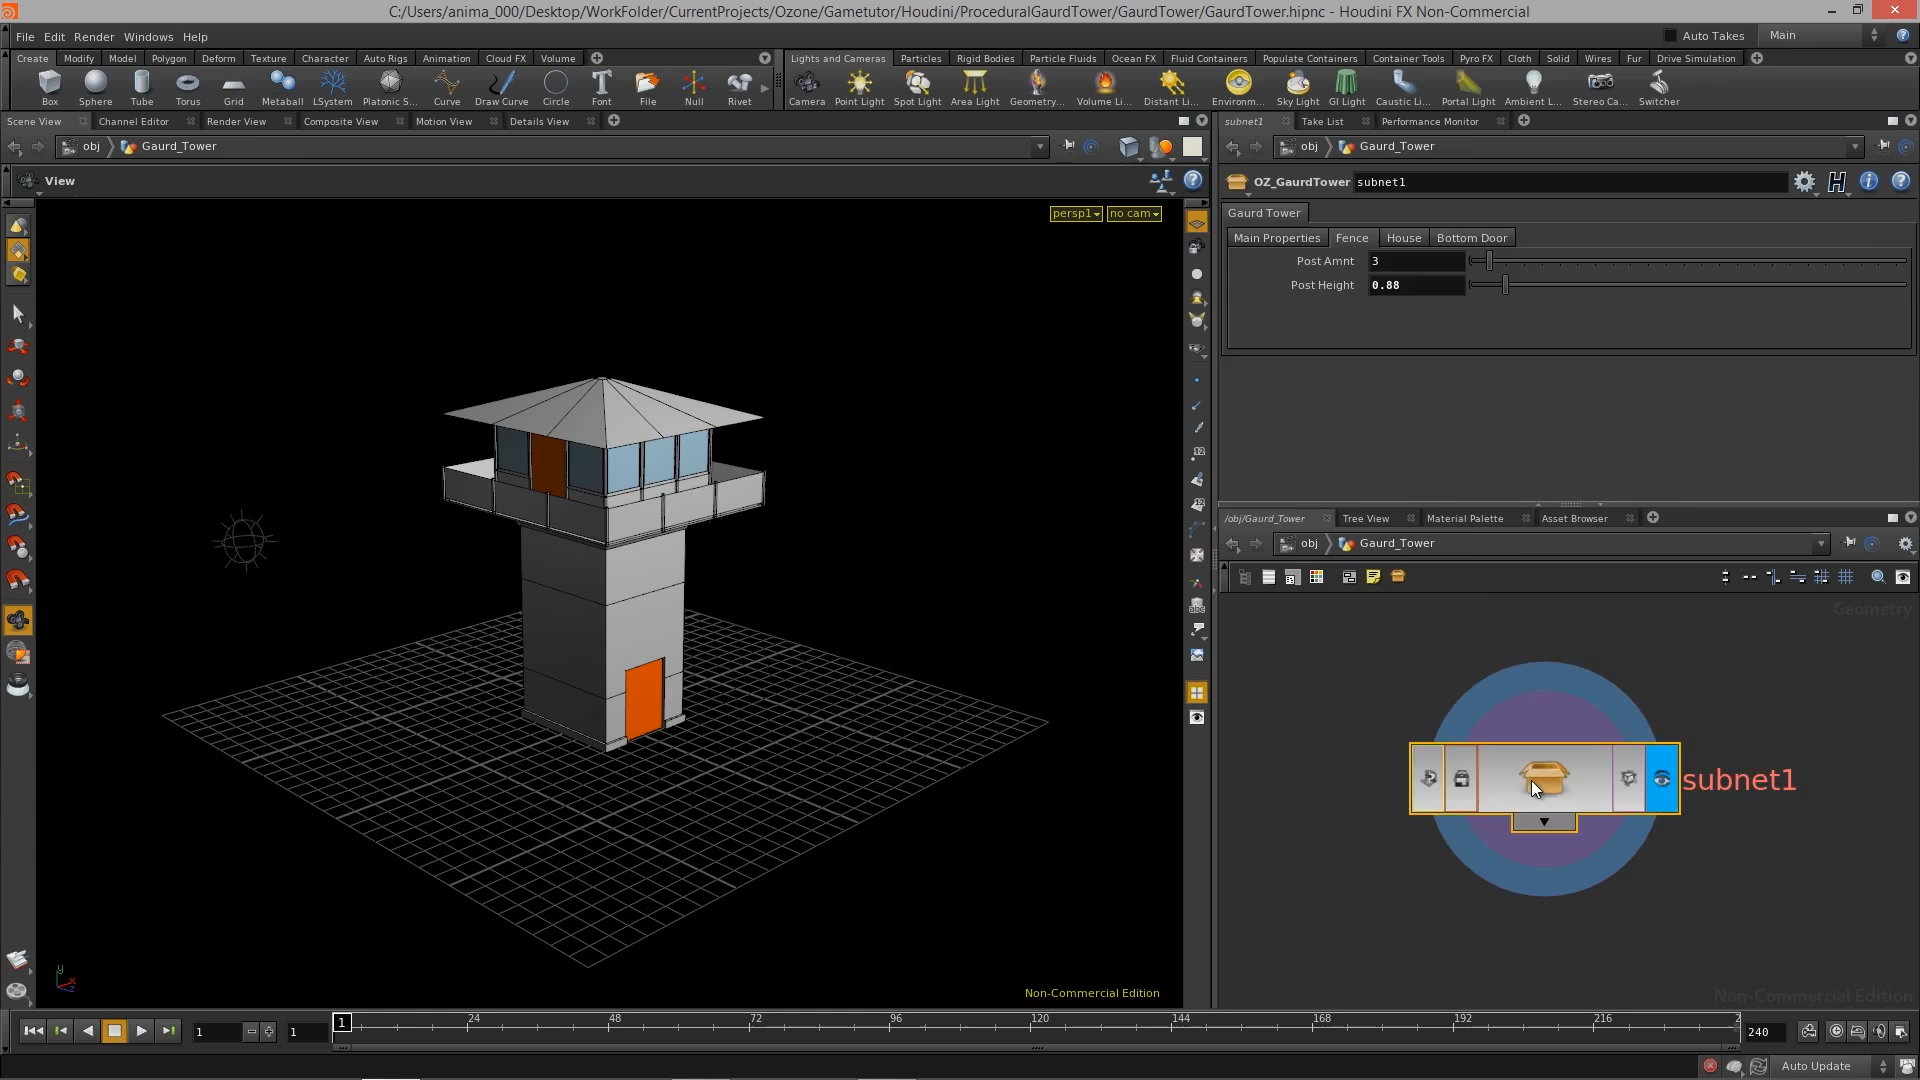 C:/Users/anima_000/Desktop/WorkFolder/CurrentProjects/Ozone/Gametutor/Houdini/ProceduralGaurdTower/GaurdTower/GaurdTower.hipnc - Houdini FX Non-Commercial
File Edit Render Windows Help
Auto Takes Main
Create Modify Model Polygon Deform Texture Character Auto Rigs Animation Cloud FX Volume
Lights and Cameras Particles Rigid Bodies Particle Fluids Ocean FX Fluid Containers Populate Containers Container Tools Pyro FX Cloth Solid Wires Fur Drive Simulation
Box Sphere Tube Torus Grid Metaball LSystem Platonic S... Curve Draw Curve Circle Font File Null Rivet
Camera Point Light Spot Light Area Light Geometry... Volume Li... Distant Li... Environm... Sky Light GI Light Caustic Li... Portal Light Ambient L... Stereo Ca... Switcher
Scene View Channel Editor Render View Composite View Motion View Details View
subnet1 Take List Performance Monitor
obj Gaurd_Tower
obj Gaurd_Tower
View
OZ_GaurdTower subnet1
persp1 no cam
Gaurd Tower
Main Properties Fence House Bottom Door
Post Amnt 3
Post Height 0.88
/obj/Gaurd_Tower Tree View Material Palette Asset Browser
obj Gaurd_Tower
Geometry
subnet1
Non-Commercial Edition
Non-Commercial Edition
1 1 1 24 48 72 96 120 144 168 192 216 2 240
Auto Update